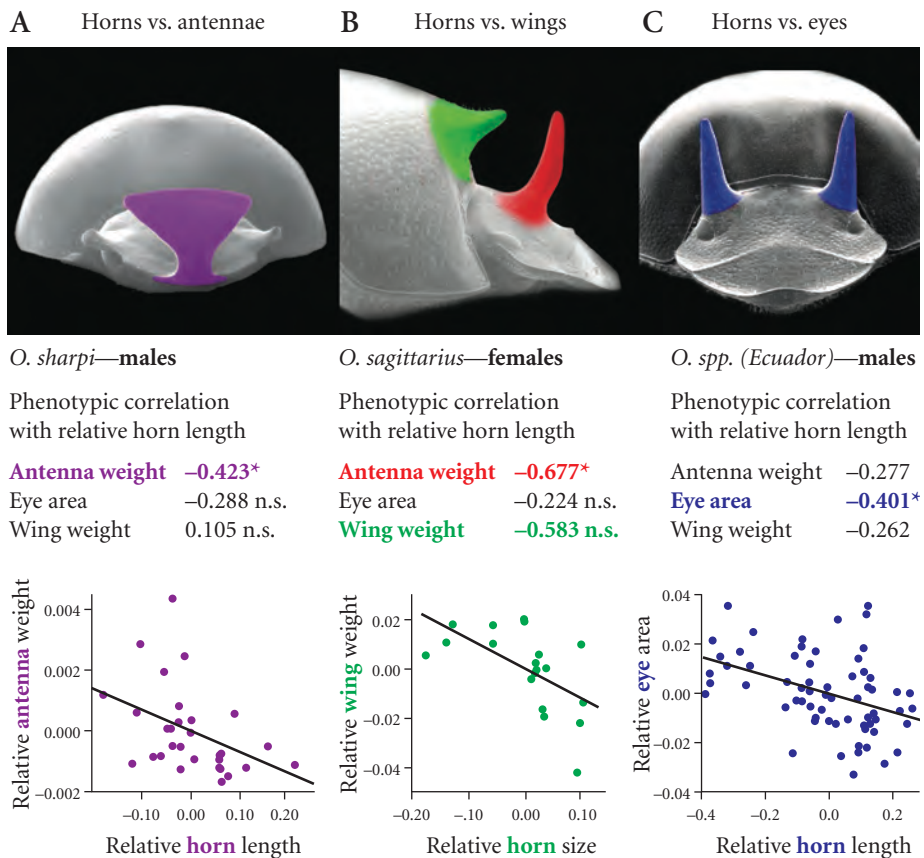 A Horns vs. antennae
B Horns vs. wings
C Horns vs. eyes
O. sharpi—males
Phenotypic correlation
with relative horn length
Antenna weight –0.423*
Eye area –0.288 n.s.
Wing weight 0.105 n.s.
O. sagittarius—females
Phenotypic correlation
with relative horn length
Antenna weight –0.677*
Eye area –0.224 n.s.
Wing weight –0.583 n.s.
O. spp. (Ecuador)—males
Phenotypic correlation
with relative horn length
Antenna weight –0.277
Eye area –0.401*
Wing weight –0.262
Relative antenna weight
0.004
0.002
0.000
–0.002
–0.10 0.00 0.10 0.20
Relative horn length
Relative wing weight
0.02
0.00
–0.02
–0.04
–0.20 –.10 0.00 0.10
Relative horn size
Relative eye area
0.04
0.02
0.00
–0.02
–0.04
–0.4 –0.2 0.0 0.2
Relative horn length